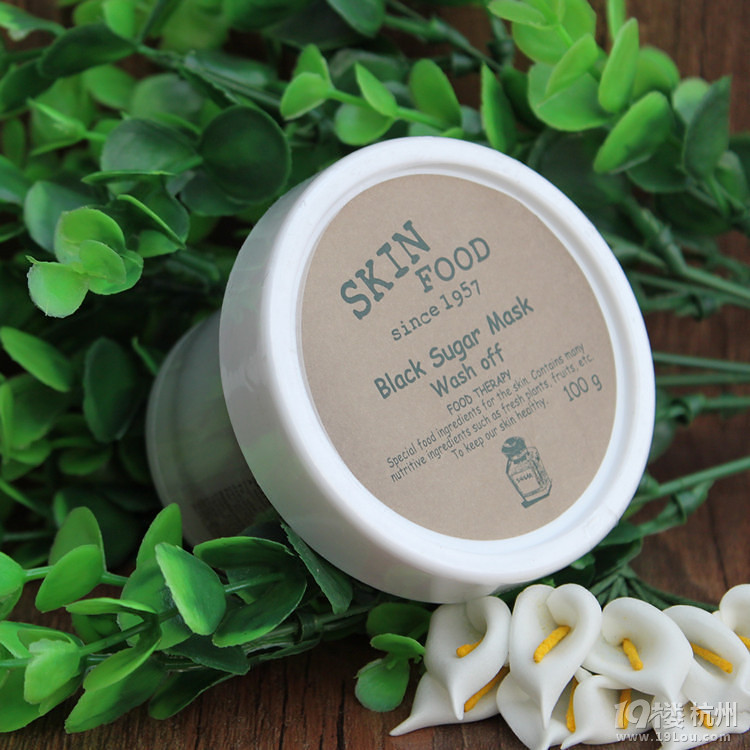 SKIN
FOOD
since 1957
Black Sugar Mask
Wash off
FOOD THERAPY
Special food ingredients for the skin. Contains many
nutritive ingredients such as fresh plants, fruits, etc.
To keep our skin healthy.
100 g
19楼 杭州
www.19Lou.com